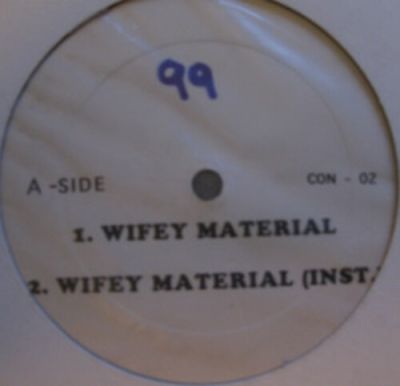 99
A -SIDE CON - 02
1. WIFEY MATERIAL
2. WIFEY MATERIAL (INST.